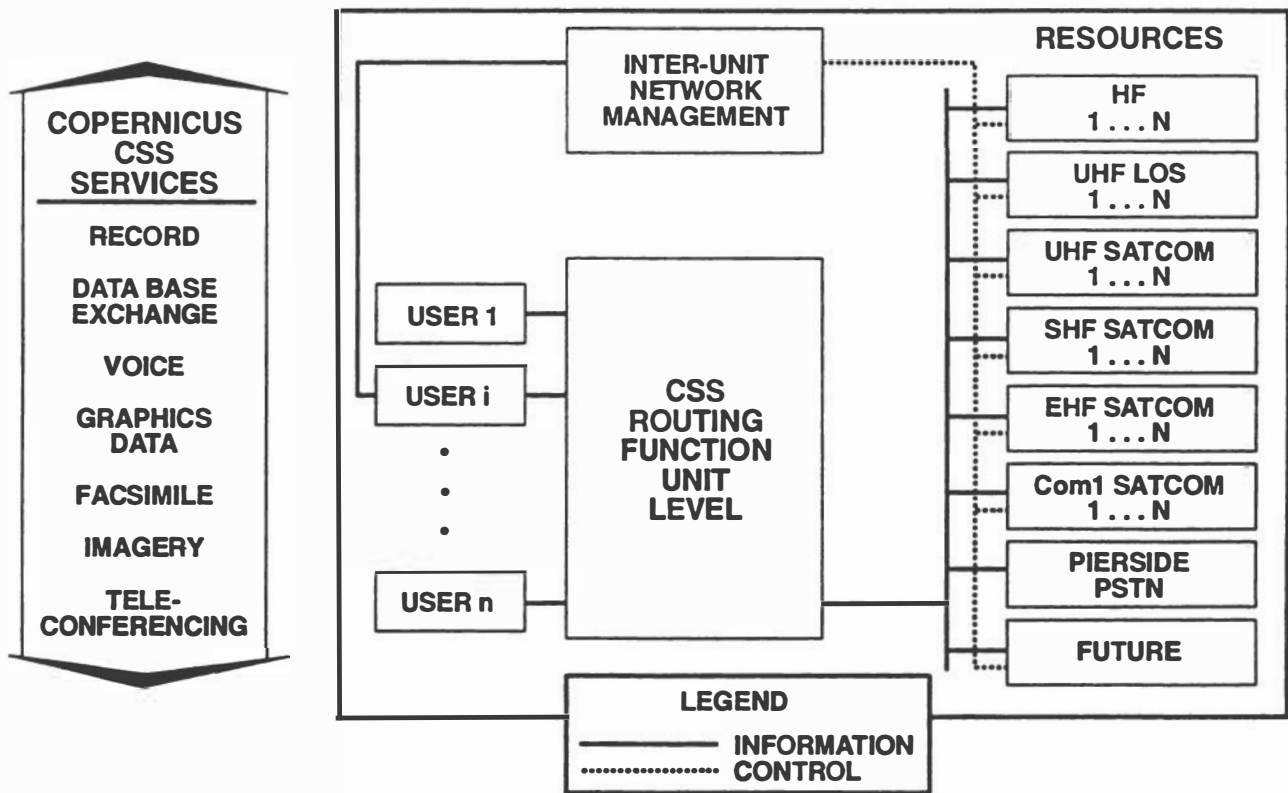 COPERNICUS
CSS
SERVICES
RECORD
DATA BASE
EXCHANGE
VOICE
GRAPHICS
DATA
FACSIMILE
IMAGERY
TELE-
CONFERENCING
INTER-UNIT
NETWORK
MANAGEMENT
USER 1
USER i
USER n
CSS
ROUTING
FUNCTION
UNIT
LEVEL
RESOURCES
HF
1 . . . N
UHF LOS
1 . . . N
UHF SATCOM
1 . . . N
SHF SATCOM
1 . . . N
EHF SATCOM
1 . . . N
Com1 SATCOM
1 . . . N
PIERSIDE
PSTN
FUTURE
LEGEND
INFORMATION
CONTROL